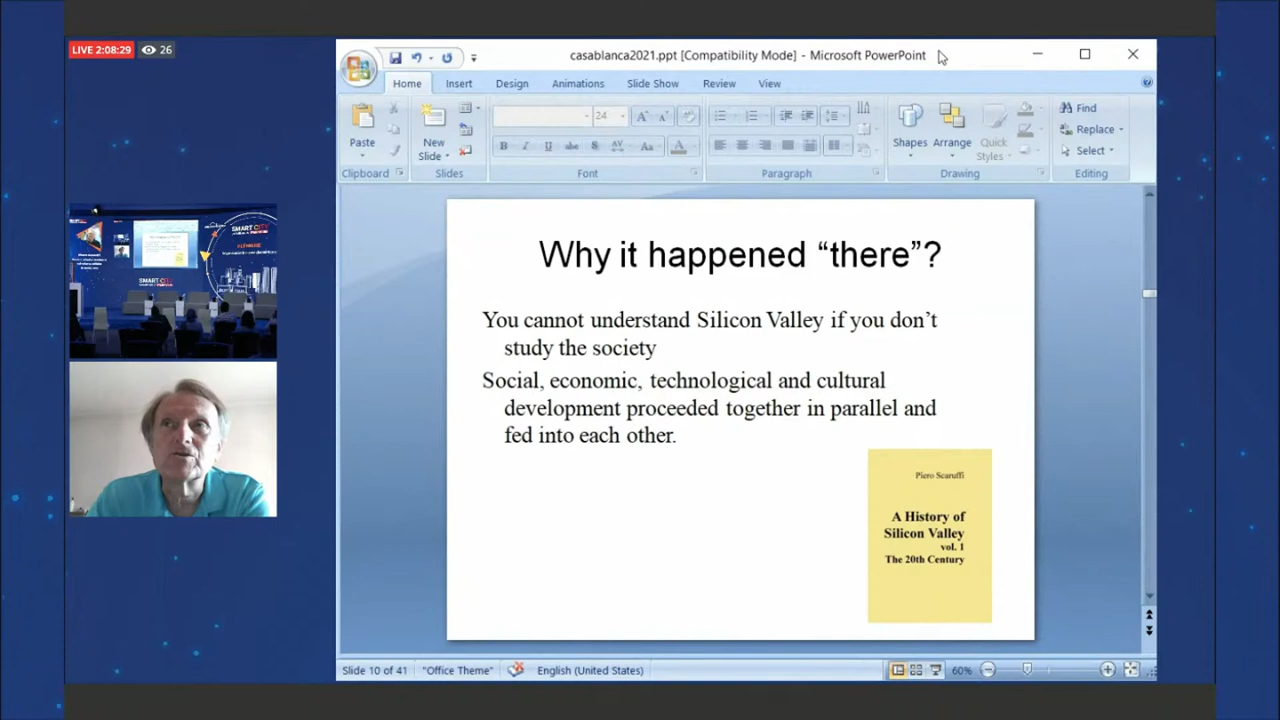 LIVE 2:08:29
26
casablanca2021.ppt [Compatibility Mode] - Microsoft PowerPoint
Home Insert Design Animations Slide Show Review View
24
Paste
New
Slide
Shapes Arrange Quick
Styles
Find
Replace
Select
Clipboard Slides Font Paragraph Drawing Editing
Why it happened “there”?
You cannot understand Silicon Valley if you don’t
study the society
Social, economic, technological and cultural
development proceeded together in parallel and
fed into each other.
Piero Scaruffi
A History of
Silicon Valley
vol. 1
The 20th Century
SMART CITY
SMART CITY
Slide 10 of 41 "Office Theme" English (United States) 60%